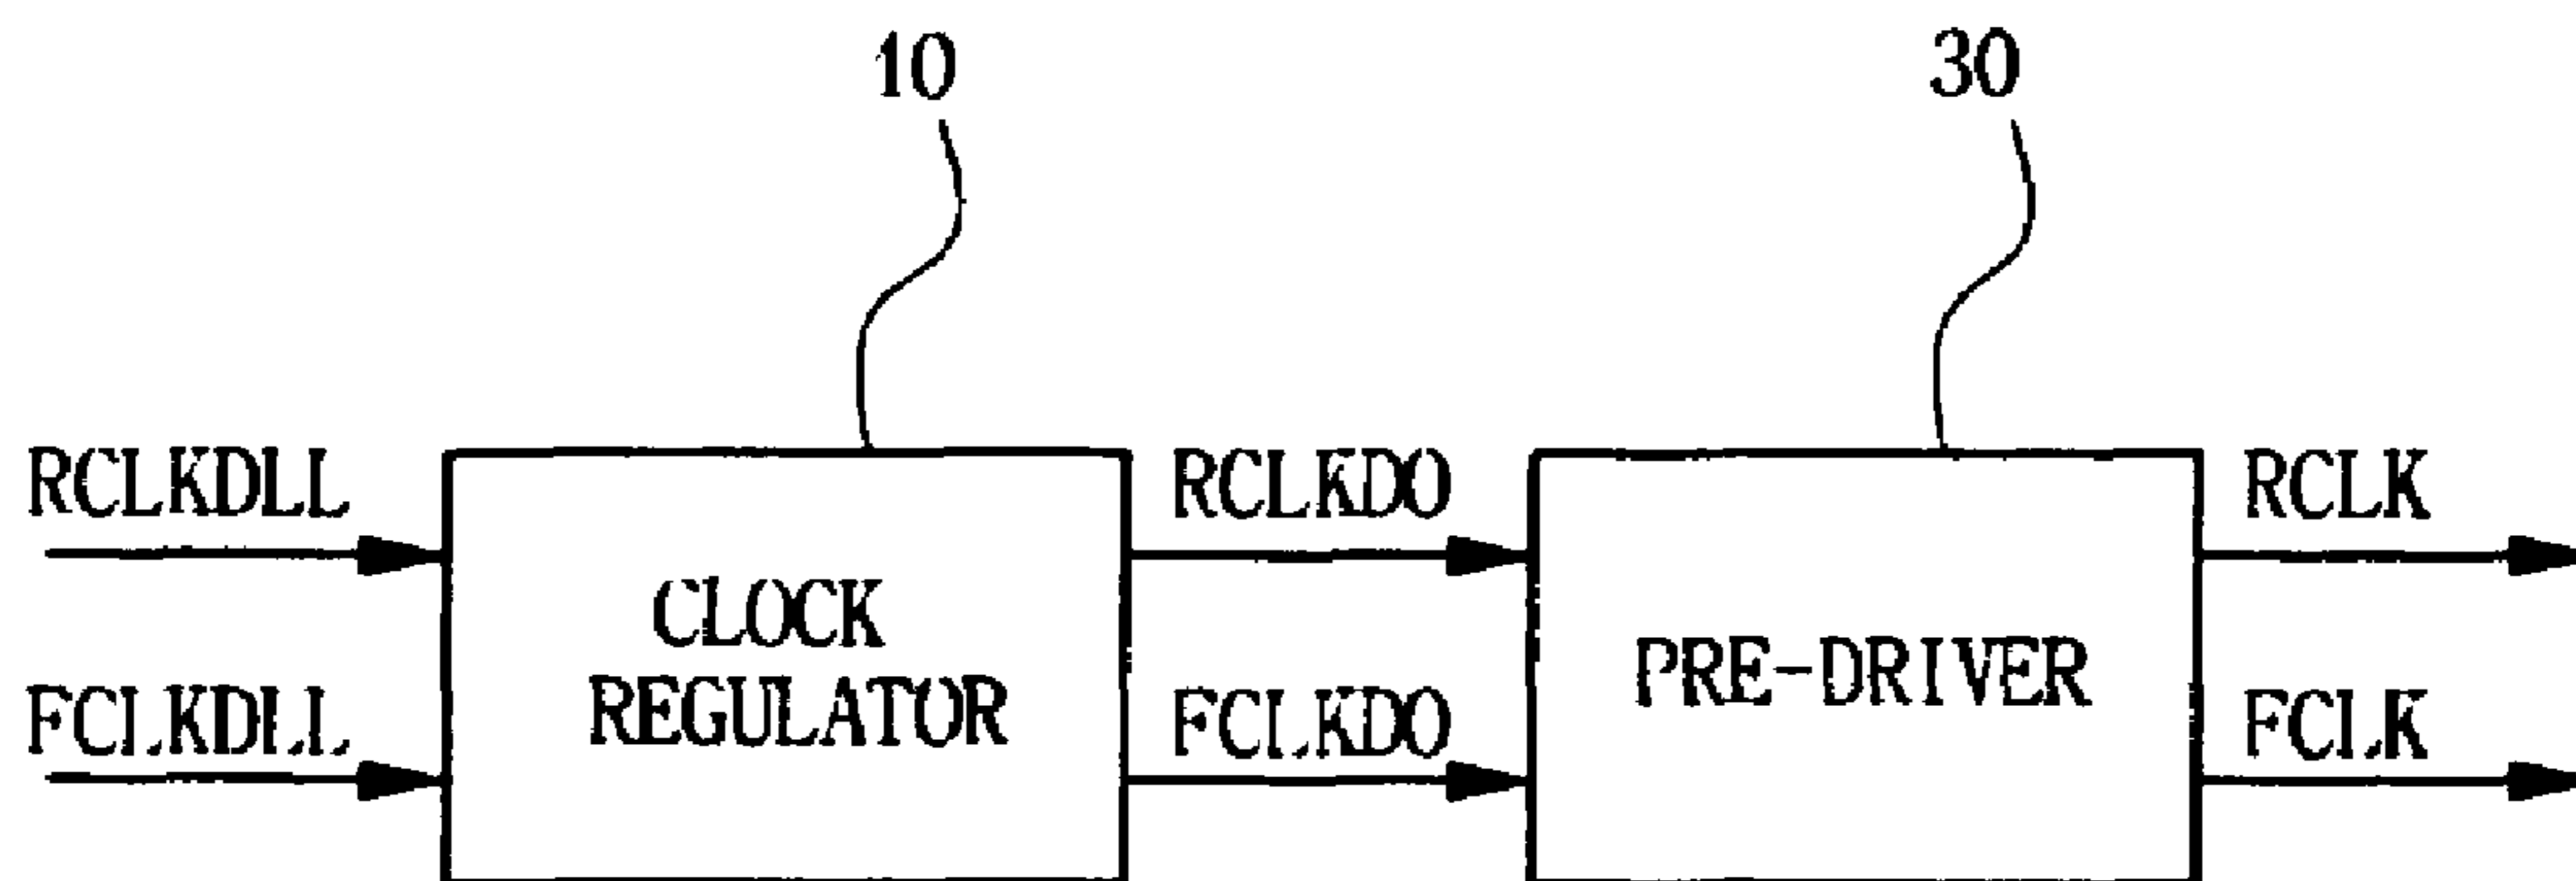 10
30
RCLKDLL
FCLKDLL
CLOCK
REGULATOR
RCLKDO
FCLKDO
PRE-DRIVER
RCLK
FCLK